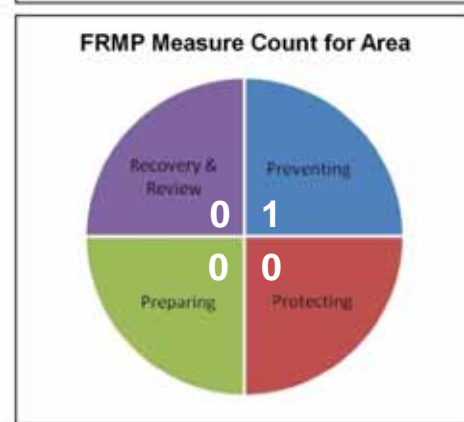 FRMP Measure Count for Area
Recovery &
Review
Preventing
0 1
0 0
Preparing
Protecting